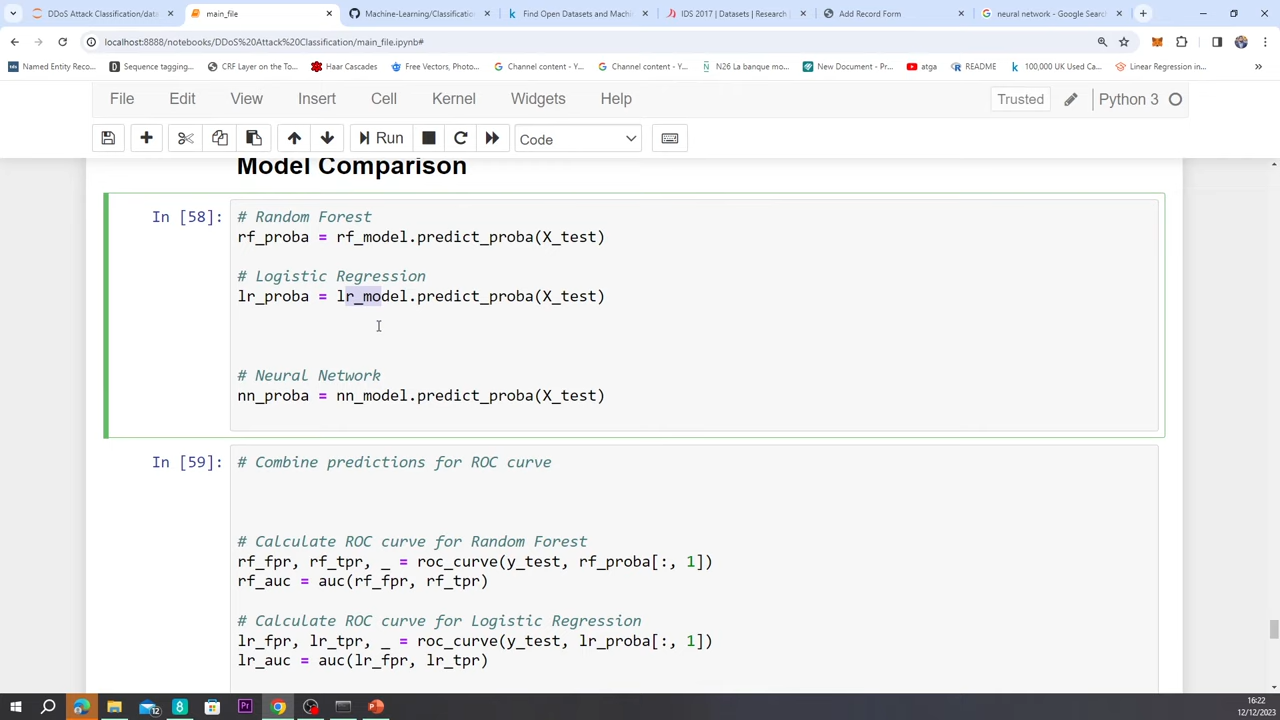 DDoS Attack Classification/data
main_file
Machine-Learning/Classification
Find Open Datasets and Machin
IDS 2017 | Datasets | Research |
Add Record Form
neural network - Google Search
localhost:8888/notebooks/DDoS%20Attack%20Classification/main_file.ipynb#
Named Entity Reco...
Sequence tagging...
CRF Layer on the To...
Haar Cascades
Free Vectors, Photo...
Channel content - Y...
Channel content - Y...
N26 La banque mo...
New Document - Pro...
atga
README
100,000 UK Used Ca...
Linear Regression in...
»
File Edit View Insert Cell Kernel Widgets Help
Trusted
Python 3
Run
Code
Model Comparison
In [58]:
# Random Forest
rf_proba = rf_model.predict_proba(X_test)
# Logistic Regression
lr_proba = lr_model.predict_proba(X_test)
# Neural Network
nn_proba = nn_model.predict_proba(X_test)
In [59]:
# Combine predictions for ROC curve
# Calculate ROC curve for Random Forest
rf_fpr, rf_tpr, _ = roc_curve(y_test, rf_proba[:, 1])
rf_auc = auc(rf_fpr, rf_tpr)
# Calculate ROC curve for Logistic Regression
lr_fpr, lr_tpr, _ = roc_curve(y_test, lr_proba[:, 1])
lr_auc = auc(lr_fpr, lr_tpr)
16:22
12/12/2023